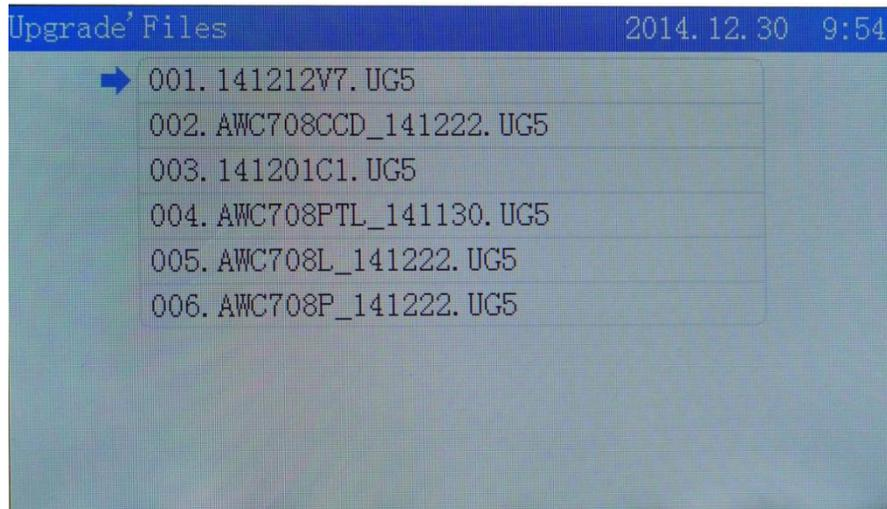 Upgrade' Files 2014.12.30 9:54
001.141212V7.UG5
002.AWC708CCD_141222.UG5
003.141201C1.UG5
004.AWC708PTL_141130.UG5
005.AWC708L_141222.UG5
006.AWC708P_141222.UG5